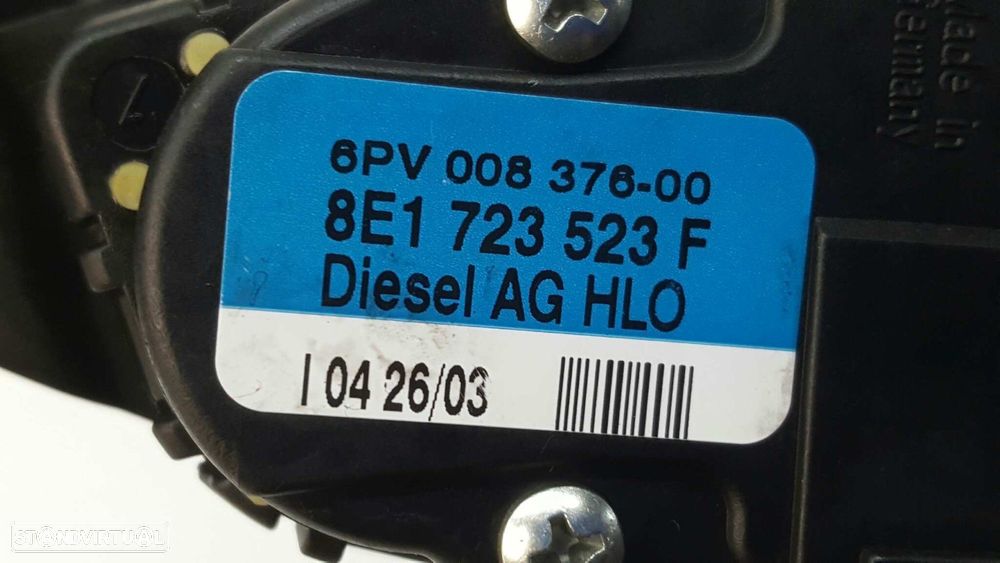 Made in
Germany
6PV 008 376-00
8E1 723 523 F
Diesel AG HLO
I 04 26/03
STANDVIRTUAL